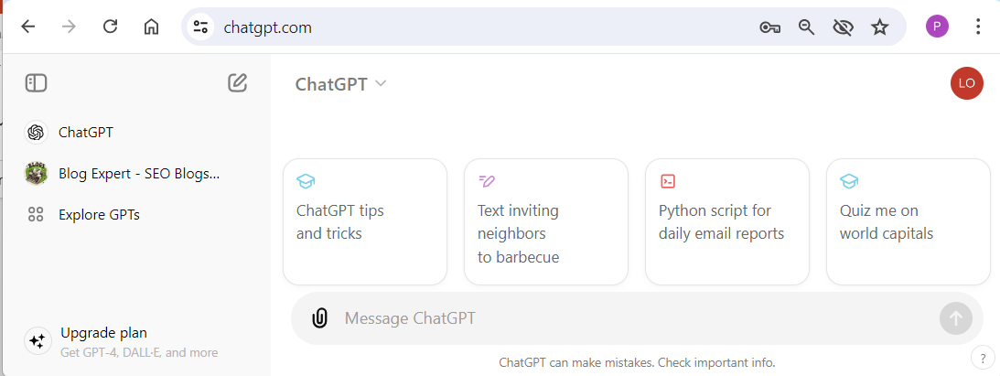 chatgpt.com
P
ChatGPT
LO
ChatGPT
Blog Expert - SEO Blogs...
Explore GPTs
ChatGPT tips
and tricks
Text inviting
neighbors
to barbecue
Python script for
daily email reports
Quiz me on
world capitals
Message ChatGPT
Upgrade plan
Get GPT-4, DALL·E, and more
ChatGPT can make mistakes. Check important info.
?